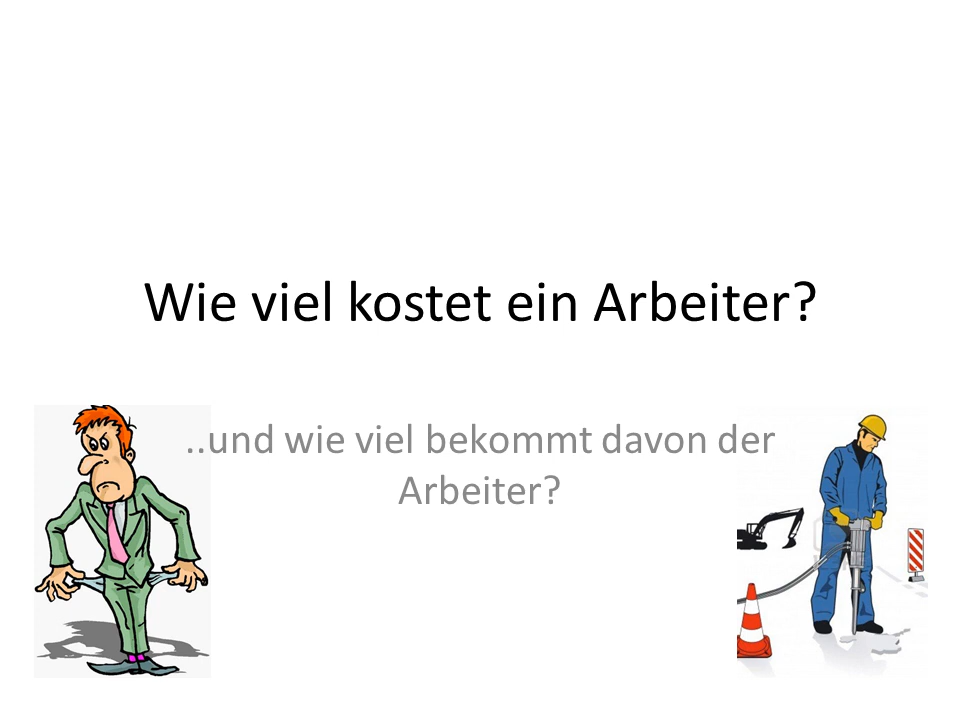 Wie viel kostet ein Arbeiter?
..und wie viel bekommt davon der
Arbeiter?